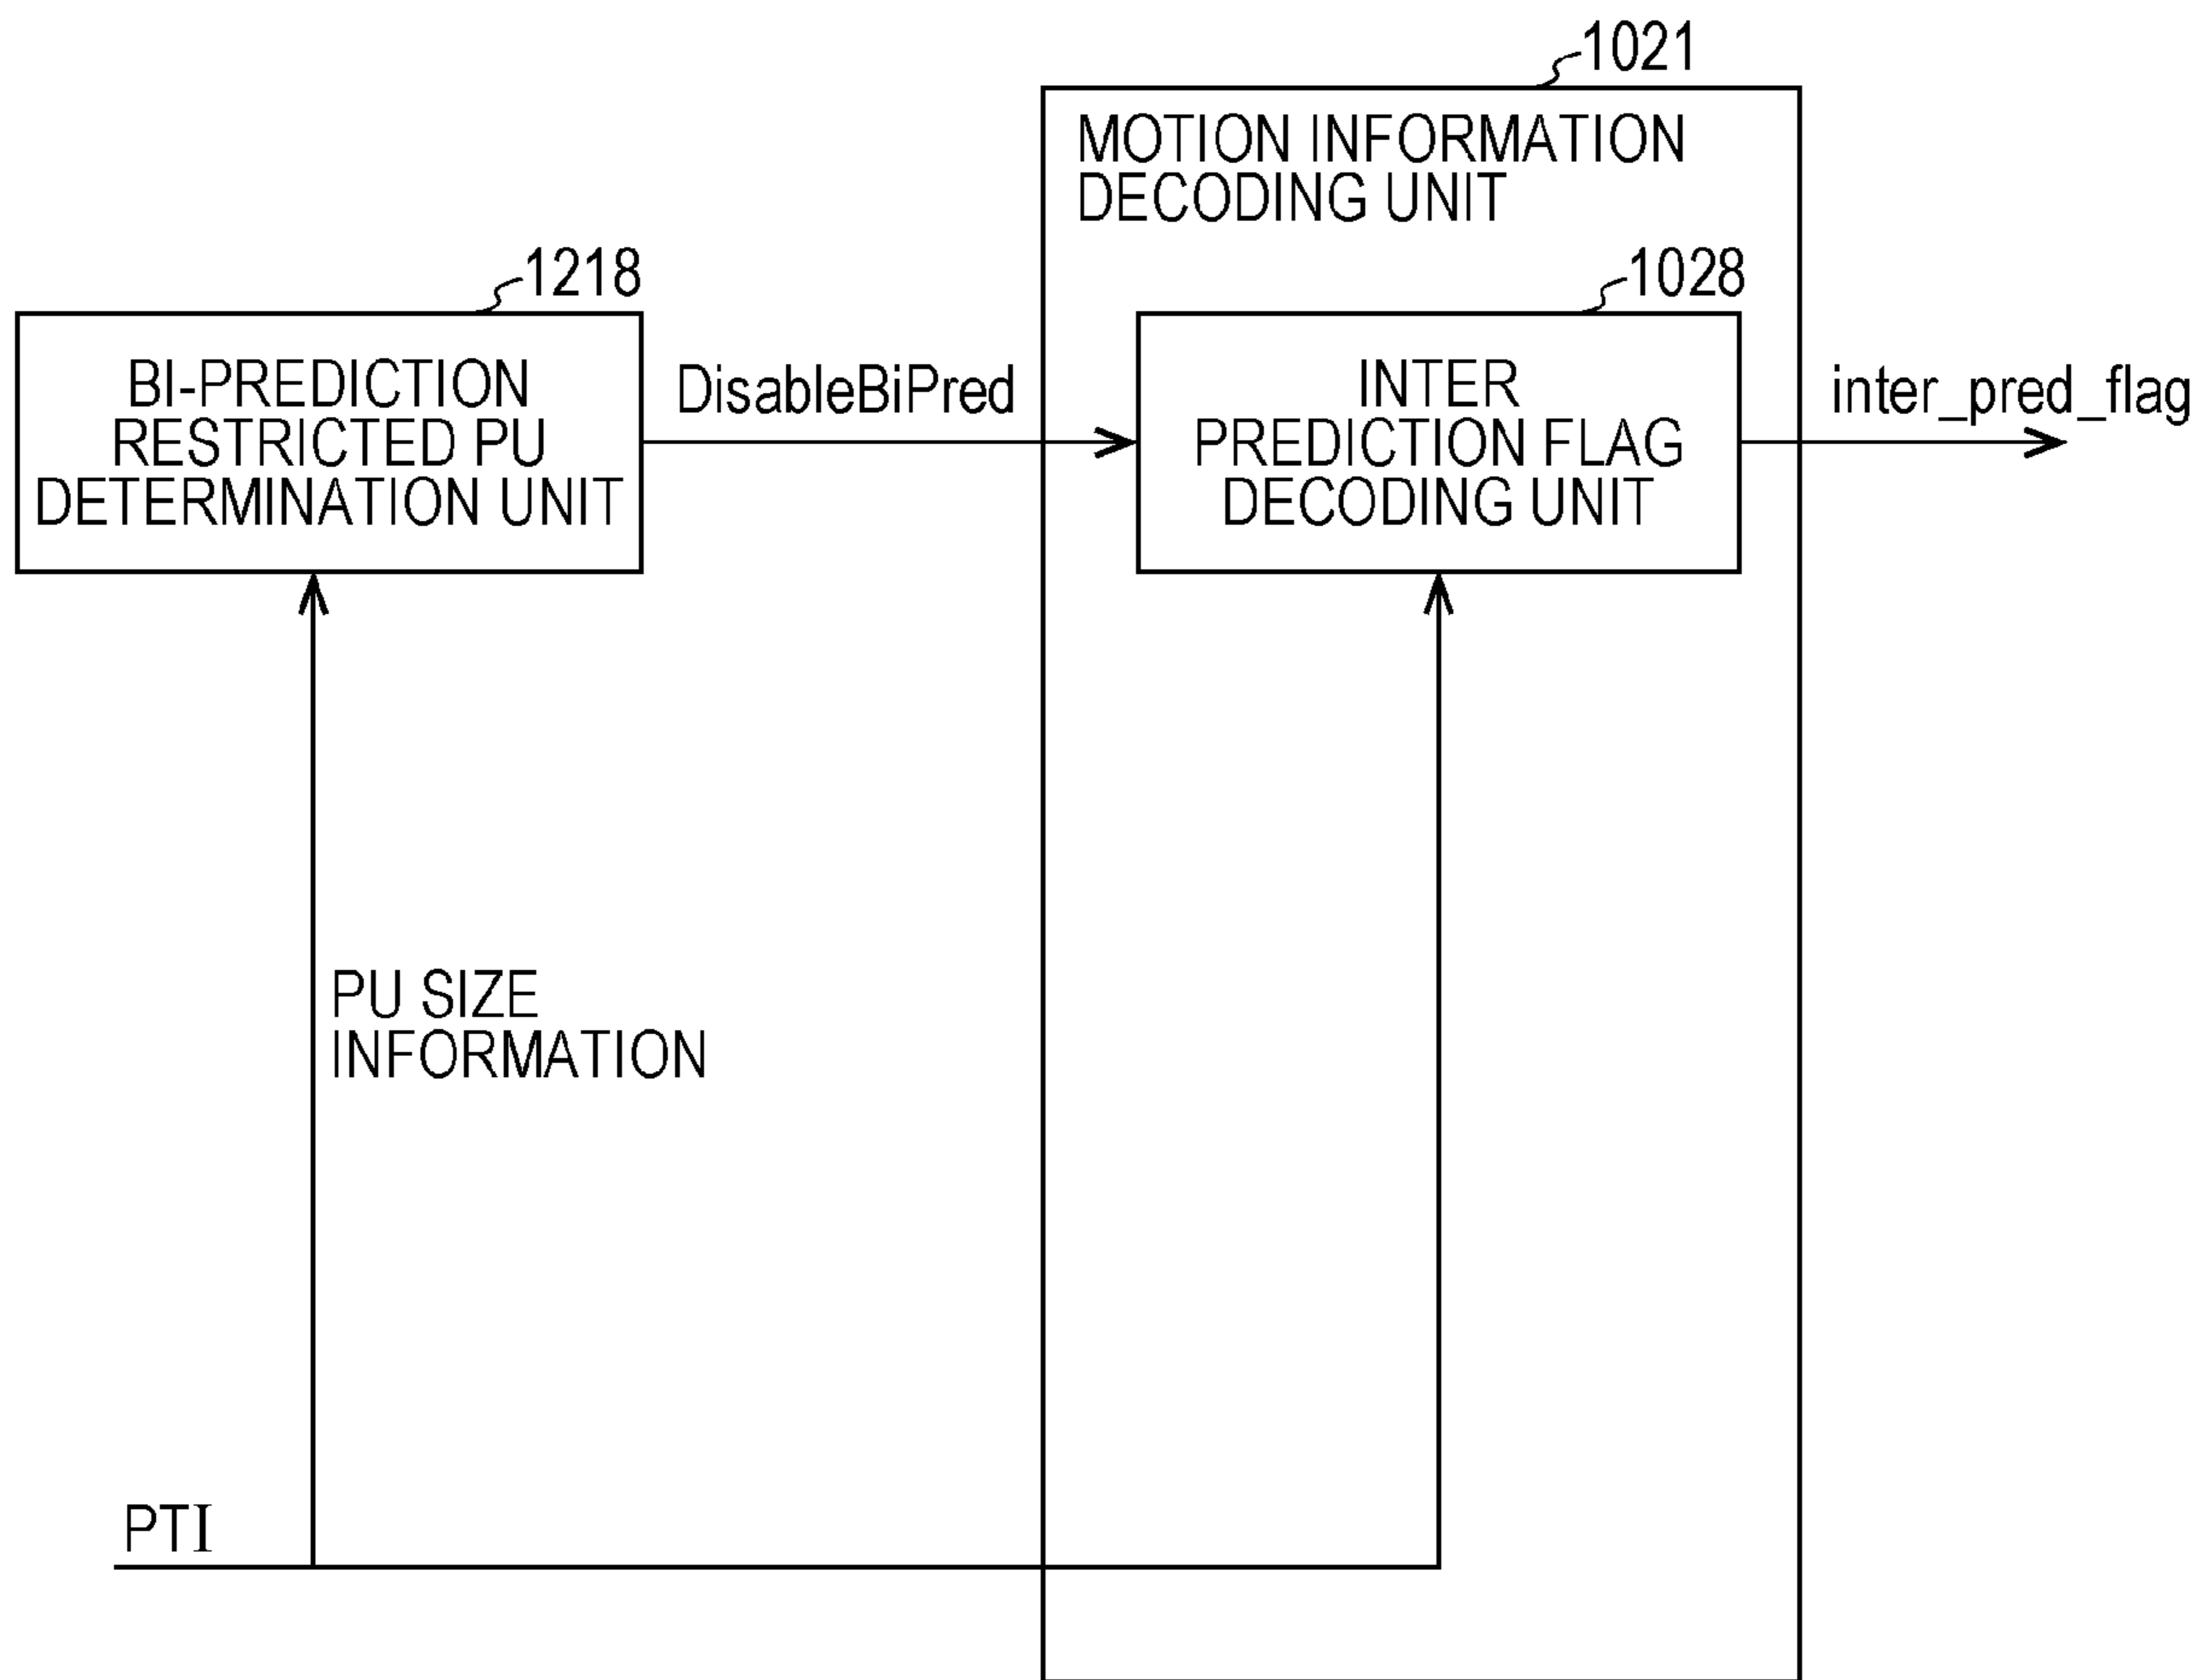 1021
MOTION INFORMATION
DECODING UNIT
1218
1028
BI-PREDICTION
RESTRICTED PU
DETERMINATION UNIT
DisableBiPred
INTER
PREDICTION FLAG
DECODING UNIT
inter_pred_flag
PU SIZE
INFORMATION
PTI